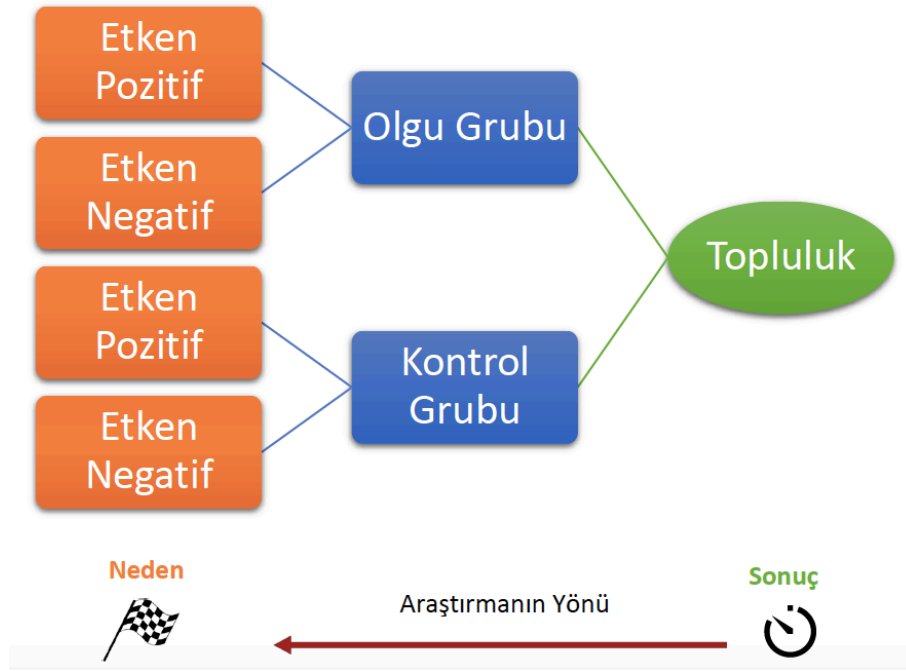 Etken
Pozitif
Etken
Negatif
Etken
Pozitif
Etken
Negatif
Olgu Grubu
Kontrol
Grubu
Topluluk
Neden
Araştırmanın Yönü
Sonuç